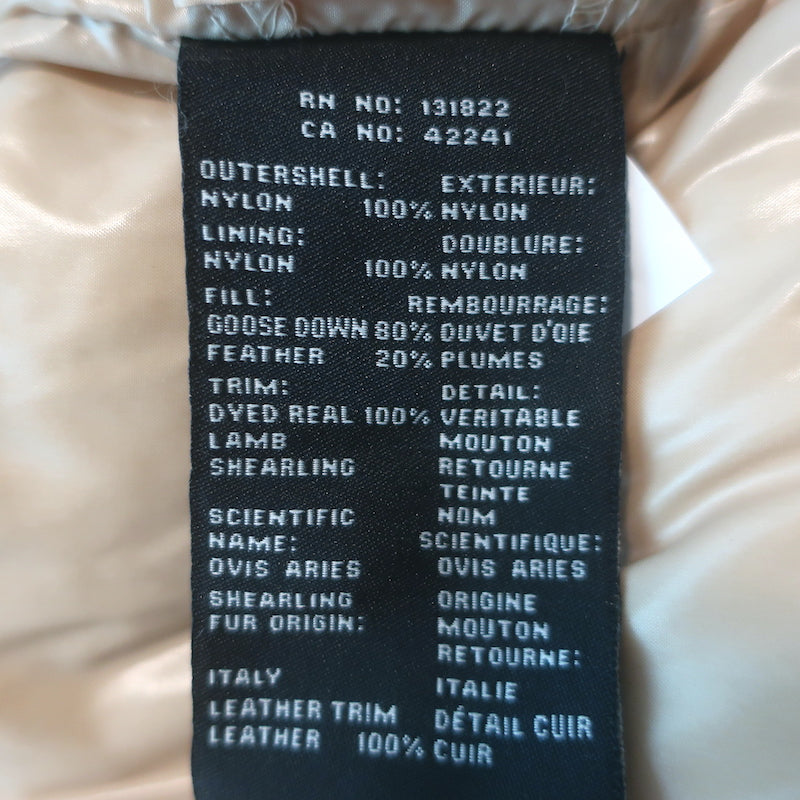 RN NO: 131822
CA NO: 42241
OUTERSHELL: EXTERIEUR:
NYLON 100% NYLON
LINING: DOUBLURE:
NYLON 100% NYLON
FILL: REMBOURRAGE:
GOOSE DOWN 80% DUVET D'OIE
FEATHER 20% PLUMES
TRIM: DETAIL:
DYED REAL 100% VERITABLE
LAMB MOUTON
SHEARLING RETOURNE
TEINTE
SCIENTIFIC NOM
NAME: SCIENTIFIQUE:
OVIS ARIES OVIS ARIES
SHEARLING ORIGINE
FUR ORIGIN: MOUTON
RETOURNE:
ITALY ITALIE
LEATHER TRIM DÉTAIL CUIR
LEATHER 100% CUIR